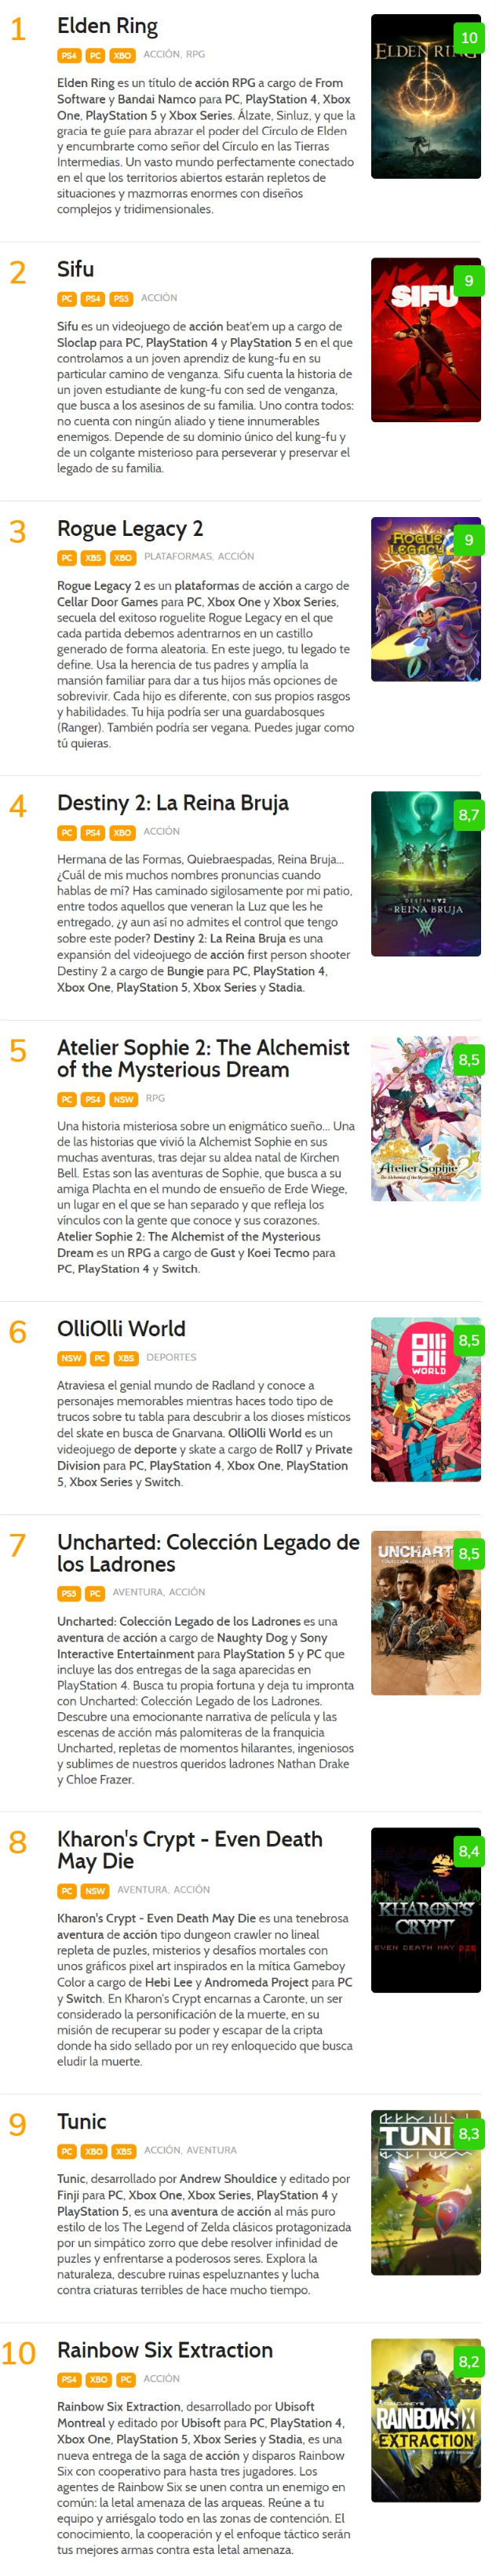 1
Elden Ring
PS4 PC XBO ACCIÓN, RPG
Elden Ring es un título de acción RPG a cargo de From
Software y Bandai Namco para PC, PlayStation 4, Xbox
One, PlayStation 5 y Xbox Series. Álzate, Sinluz, y que la
gracia te guíe para abrazar el poder del Círculo de Elden
y encumbrarte como señor del Círculo en las Tierras
Intermedias. Un vasto mundo perfectamente conectado
en el que los territorios abiertos estarán repletos de
situaciones y mazmorras enormes con diseños
complejos y tridimensionales.
ELDEN RING
10
2
Sifu
PC PS4 PS5 ACCIÓN
Sifu es un videojuego de acción beat'em up a cargo de
Sloclap para PC, PlayStation 4 y PlayStation 5 en el que
controlamos a un joven aprendiz de kung-fu en su
particular camino de venganza. Sifu cuenta la historia de
un joven estudiante de kung-fu con sed de venganza,
que busca a los asesinos de su familia. Uno contra todos:
no cuenta con ningún aliado y tiene innumerables
enemigos. Depende de su dominio único del kung-fu y
de un colgante misterioso para perseverar y preservar el
legado de su familia.
SIFU
9
3
Rogue Legacy 2
PC XBS XBO PLATAFORMAS, ACCIÓN
Rogue Legacy 2 es un plataformas de acción a cargo de
Cellar Door Games para PC, Xbox One y Xbox Series,
secuela del exitoso roguelite Rogue Legacy en el que
cada partida debemos adentrarnos en un castillo
generado de forma aleatoria. En este juego, tu legado te
define. Usa la herencia de tus padres y amplía la
mansión familiar para dar a tus hijos más opciones de
sobrevivir. Cada hijo es diferente, con sus propios rasgos
y habilidades. Tu hija podría ser una guardabosques
(Ranger). También podría ser vegana. Puedes jugar como
tú quieras.
ROGUE
LEGACY
9
4
Destiny 2: La Reina Bruja
PC PS4 XBO ACCIÓN
Hermana de las Formas, Quiebraespadas, Reina Bruja...
¿Cuál de mis muchos nombres pronuncias cuando
hablas de mí? Has caminado sigilosamente por mi patio,
entre todos aquellos que veneran la Luz que les he
entregado, ¿y aun así no admites el control que tengo
sobre este poder? Destiny 2: La Reina Bruja es una
expansión del videojuego de acción first person shooter
Destiny 2 a cargo de Bungie para PC, PlayStation 4,
Xbox One, PlayStation 5, Xbox Series y Stadia.
8,7
DESTINY 2
REINA BRUJA
5
Atelier Sophie 2: The Alchemist
of the Mysterious Dream
PC PS4 NSW RPG
Una historia misteriosa sobre un enigmático sueño... Una
de las historias que vivió la Alchemist Sophie en sus
muchas aventuras, tras dejar su aldea natal de Kirchen
Bell. Estas son las aventuras de Sophie, que busca a su
amiga Plachta en el mundo de ensueño de Erde Wiege,
un lugar en el que se han separado y que refleja los
vínculos con la gente que conoce y sus corazones.
Atelier Sophie 2: The Alchemist of the Mysterious
Dream es un RPG a cargo de Gust y Koei Tecmo para
PC, PlayStation 4 y Switch.
8,5
Atelier Sophie 2
6
OlliOlli World
NSW PC XBS DEPORTES
Atraviesa el genial mundo de Radland y conoce a
personajes memorables mientras haces todo tipo de
trucos sobre tu tabla para descubrir a los dioses místicos
del skate en busca de Gnarvana. OlliOlli World es un
videojuego de deporte y skate a cargo de Roll7 y Private
Division para PC, PlayStation 4, Xbox One, PlayStation
5, Xbox Series y Switch.
Olli
Olli
WORLD
8,5
7
Uncharted: Colección Legado de
los Ladrones
PS5 PC AVENTURA, ACCIÓN
Uncharted: Colección Legado de los Ladrones es una
aventura de acción a cargo de Naughty Dog y Sony
Interactive Entertainment para PlayStation 5 y PC que
incluye las dos entregas de la saga aparecidas en
PlayStation 4. Busca tu propia fortuna y deja tu impronta
con Uncharted: Colección Legado de los Ladrones.
Descubre una emocionante narrativa de película y las
escenas de acción más palomiteras de la franquicia
Uncharted, repletas de momentos hilarantes, ingeniosos
y sublimes de nuestros queridos ladrones Nathan Drake
y Chloe Frazer.
UNCHART
8,5
8
Kharon's Crypt - Even Death
May Die
PC NSW AVENTURA, ACCIÓN
Kharon's Crypt - Even Death May Die es una tenebrosa
aventura de acción tipo dungeon crawler no lineal
repleta de puzles, misterios y desafíos mortales con
unos gráficos pixel art inspirados en la mítica Gameboy
Color a cargo de Hebi Lee y Andromeda Project para PC
y Switch. En Kharon's Crypt encarnas a Caronte, un ser
considerado la personificación de la muerte, en su
misión de recuperar su poder y escapar de la cripta
donde ha sido sellado por un rey enloquecido que busca
eludir la muerte.
8,4
KHARON'S
CRYPT
EVEN DEATH MAY DIE
9
Tunic
PC XBO XBS ACCIÓN, AVENTURA
Tunic, desarrollado por Andrew Shouldice y editado por
Finji para PC, Xbox One, Xbox Series, PlayStation 4 y
PlayStation 5, es una aventura de acción al más puro
estilo de los The Legend of Zelda clásicos protagonizada
por un simpático zorro que debe resolver infinidad de
puzles y enfrentarse a poderosos seres. Explora la
naturaleza, descubre ruinas espeluznantes y lucha
contra criaturas terribles de hace mucho tiempo.
TUNI
8,3
10
Rainbow Six Extraction
PS4 XBO PC ACCIÓN
Rainbow Six Extraction, desarrollado por Ubisoft
Montreal y editado por Ubisoft para PC, PlayStation 4,
Xbox One, PlayStation 5, Xbox Series y Stadia, es una
nueva entrega de la saga de acción y disparos Rainbow
Six con cooperativo para hasta tres jugadores. Los
agentes de Rainbow Six se unen contra un enemigo en
común: la letal amenaza de las arqueas. Reúne a tu
equipo y arriésgalo todo en las zonas de contención. El
conocimiento, la cooperación y el enfoque táctico serán
tus mejores armas contra esta letal amenaza.
8,2
RAINBOW SIX
EXTRACTION